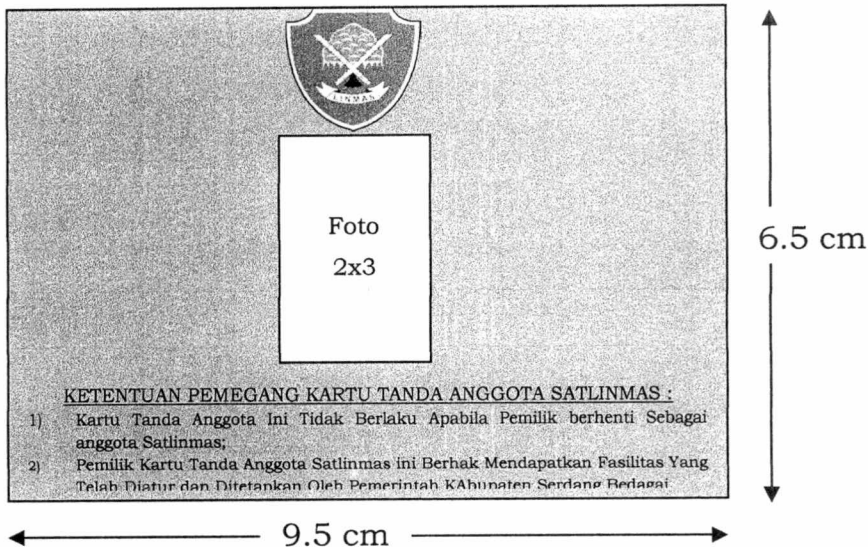 LINMAS
Foto
2x3
6.5 cm
KETENTUAN PEMEGANG KARTU TANDA ANGGOTA SATLINMAS :
1) Kartu Tanda Anggota Ini Tidak Berlaku Apabila Pemilik berhenti Sebagai
anggota Satlinmas;
2) Pemilik Kartu Tanda Anggota Satlinmas ini Berhak Mendapatkan Fasilitas Yang
Telah Diatur dan Ditetapkan Oleh Pemerintah KAbupaten Serdang Bedagai
9.5 cm